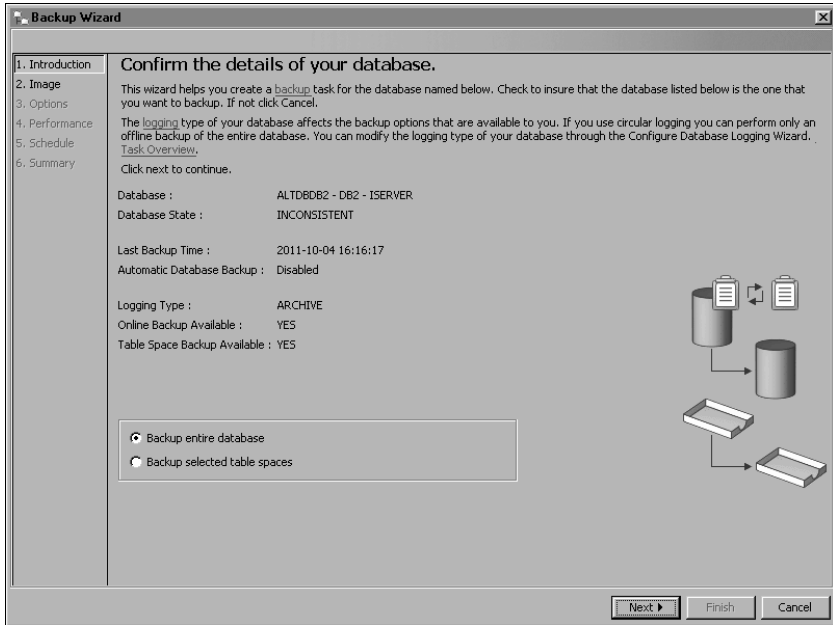 Backup Wizard
1. Introduction
2. Image
3. Options
4. Performance
5. Schedule
6. Summary
Confirm the details of your database.
This wizard helps you create a backup task for the database named below. Check to insure that the database listed below is the one that
you want to backup. If not click Cancel.
The logging type of your database affects the backup options that are available to you. If you use circular logging you can perform only an
offline backup of the entire database. You can modify the logging type of your database through the Configure Database Logging Wizard.
Task Overview.
Click next to continue.
Database : ALTDBDB2 - DB2 - ISERVER
Database State : INCONSISTENT
Last Backup Time : 2011-10-04 16:16:17
Automatic Database Backup : Disabled
Logging Type : ARCHIVE
Online Backup Available : YES
Table Space Backup Available : YES
Backup entire database
Backup selected table spaces
Next
Finish
Cancel